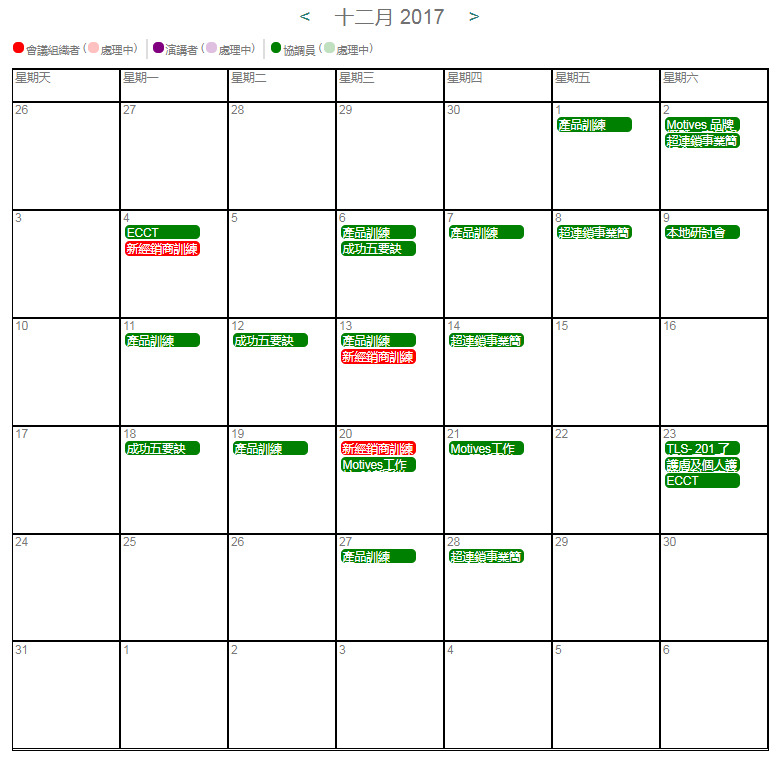 < 十二月 2017 >
會議組織者 (處理中) 演講者 (處理中) 協調員 (處理中)
星期天 星期一 星期二 星期三 星期四 星期五 星期六
26 27 28 29 30 1 2
產品訓練 Motives 品牌
超連鎖事業簡
3 4 5 6 7 8 9
ECCT 產品訓練 產品訓練 超連鎖事業簡 本地研討會
新經銷商訓練 成功五要訣
10 11 12 13 14 15 16
產品訓練 成功五要訣 產品訓練 超連鎖事業簡
新經銷商訓練
17 18 19 20 21 22 23
成功五要訣 產品訓練 新經銷商訓練 Motives工作 TLS- 201 了
Motives工作 護膚及個人護
ECCT
24 25 26 27 28 29 30
產品訓練 超連鎖事業簡
31 1 2 3 4 5 6